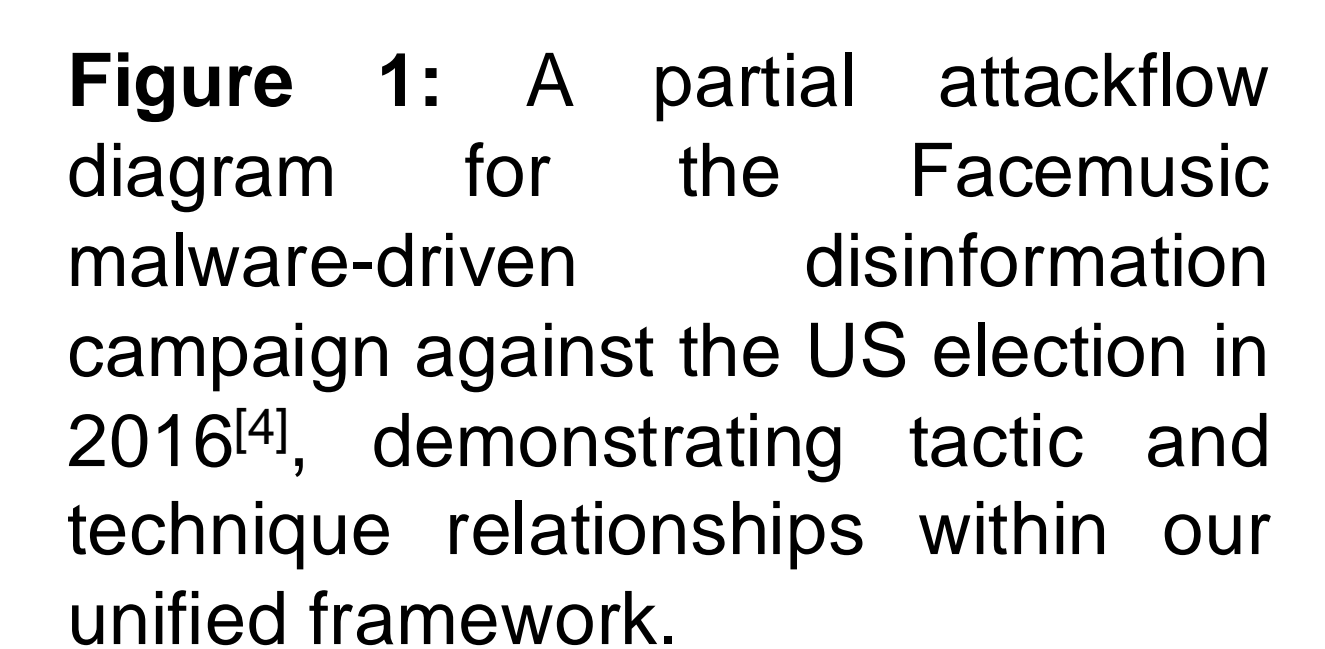 Figure 1: A partial attackflow
diagram for the Facemusic
malware-driven disinformation
campaign against the US election in
2016[4], demonstrating tactic and
technique relationships within our
unified framework.